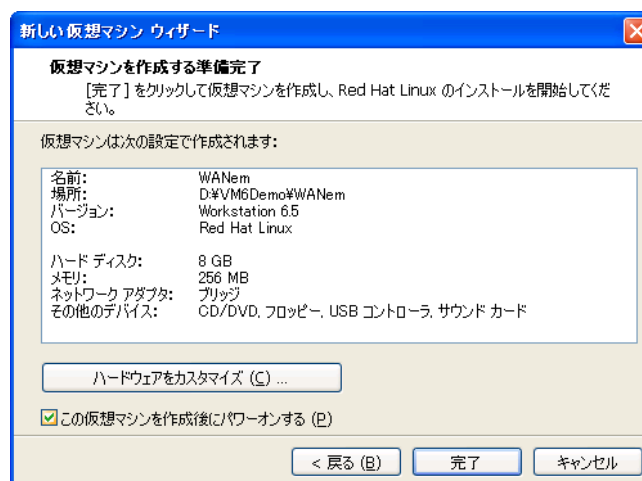 新しい仮想マシン ウィザード
仮想マシンを作成する準備完了
[完了] をクリックして仮想マシンを作成し、Red Hat Linux のインストールを開始してくだ
さい。
仮想マシンは次の設定で作成されます:
名前: WANem
場所: D:¥VM6Demo¥WANem
バージョン: Workstation 6.5
OS: Red Hat Linux
ハード ディスク: 8 GB
メモリ: 256 MB
ネットワーク アダプタ: ブリッジ
その他のデバイス: CD/DVD, フロッピー, USB コントローラ, サウンド カード
ハードウェアをカスタマイズ (C) ...
この仮想マシンを作成後にパワーオンする (P)
< 戻る (B) 完了 キャンセル